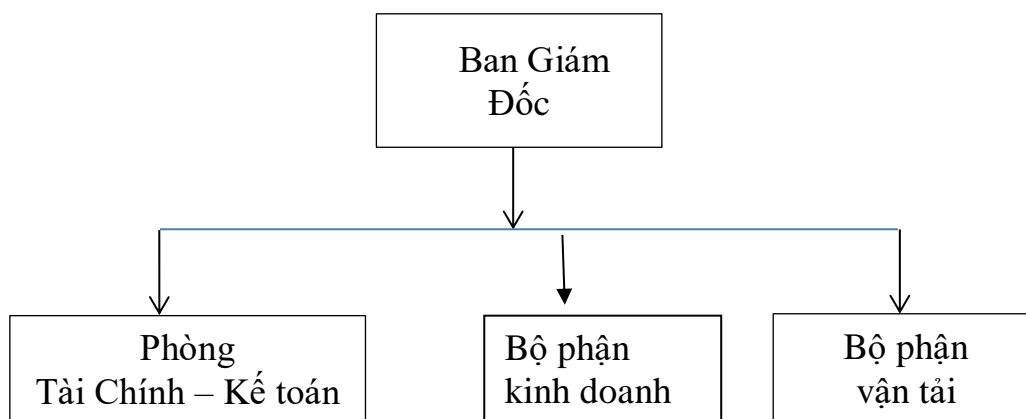 Ban Giám
Đốc
Phòng
Tài Chính – Kế toán
Bộ phận
kinh doanh
Bộ phận
vận tải